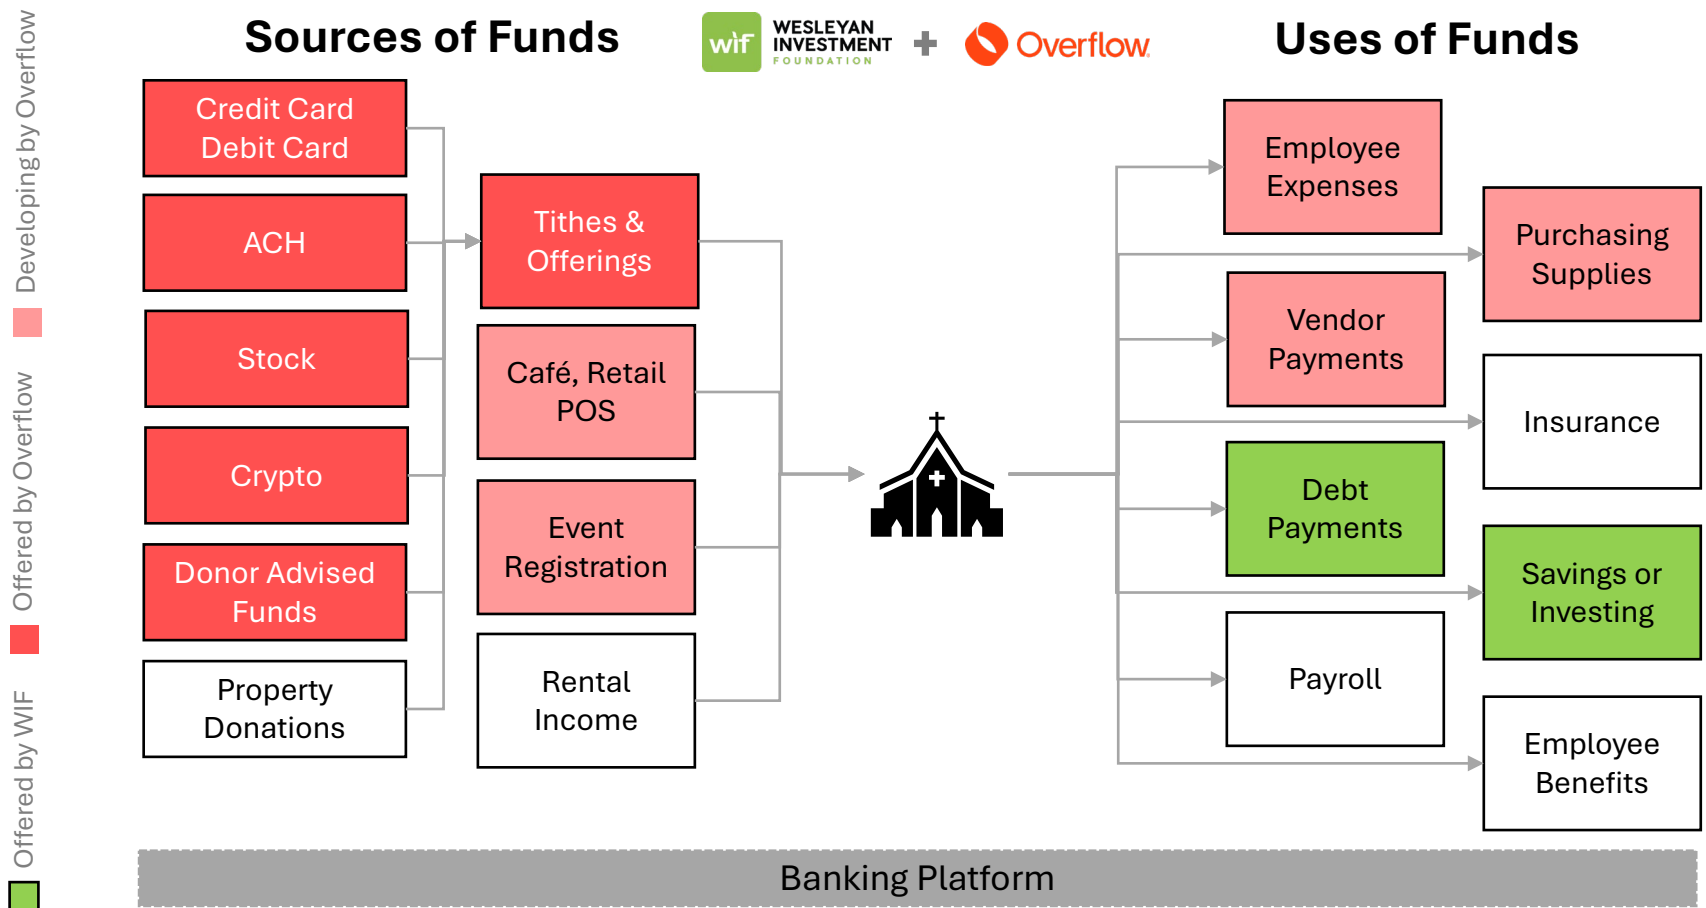 Sources of Funds
wif
WESLEYAN
INVESTMENT
FOUNDATION
+
Overflow
Uses of Funds
Developing by Overflow
Offered by Overflow
Offered by WIF
Credit Card
Debit Card
ACH
Stock
Crypto
Donor Advised
Funds
Property
Donations
Tithes &
Offerings
Café, Retail
POS
Event
Registration
Rental
Income
Employee
Expenses
Vendor
Payments
Debt
Payments
Payroll
Purchasing
Supplies
Insurance
Savings or
Investing
Employee
Benefits
Banking Platform